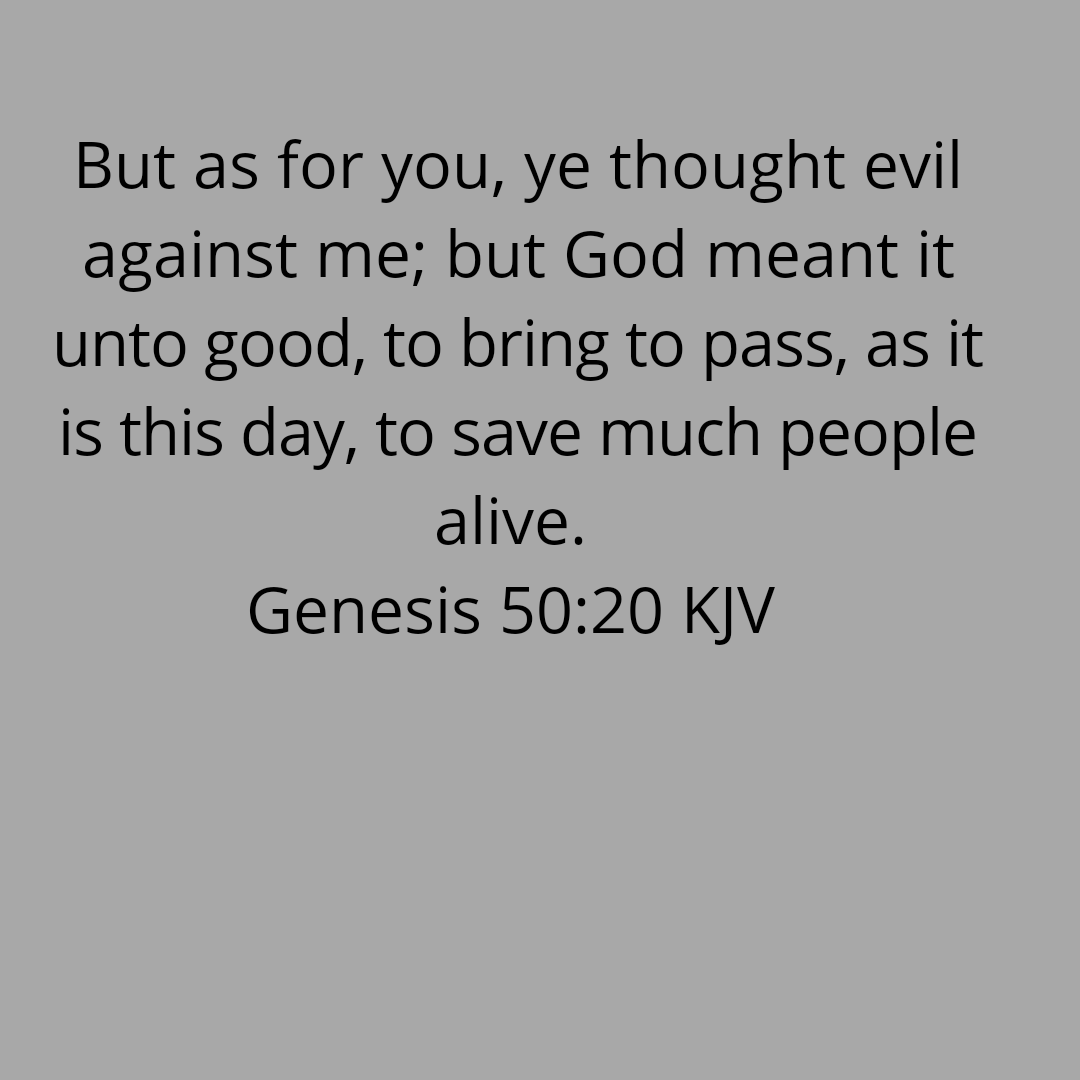 But as for you, ye thought evil
against me; but God meant it
unto good, to bring to pass, as it
is this day, to save much people
alive.
Genesis 50:20 KJV